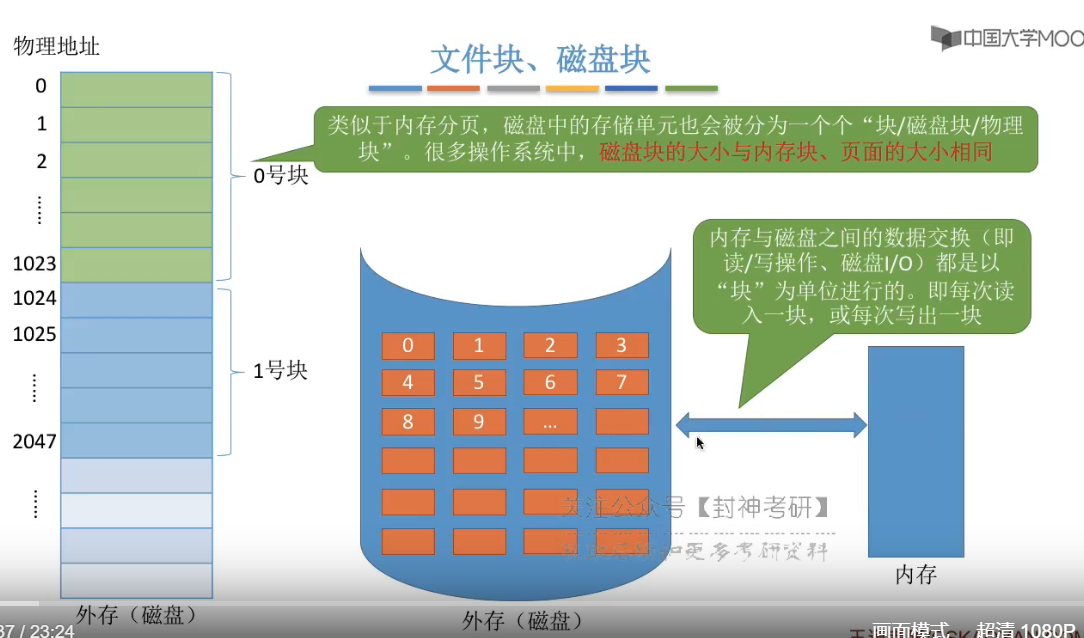 中国大学MOO
物理地址
文件块、磁盘块
0
1
2
……
1023
1024
1025
……
2047
……
0号块
1号块
外存（磁盘）
类似于内存分页，磁盘中的存储单元也会被分为一个个“块/磁盘块/物理
块”。很多操作系统中，磁盘块的大小与内存块、页面的大小相同
内存与磁盘之间的数据交换（即
读/写操作、磁盘I/O）都是以
“块”为单位进行的。即每次读
入一块，或每次写出一块
0 1 2 3
4 5 6 7
8 9 ...
外存（磁盘）
内存
关注公众号【封神考研】
更多考研资料
37 / 23:24
画面模式 超清 1080P